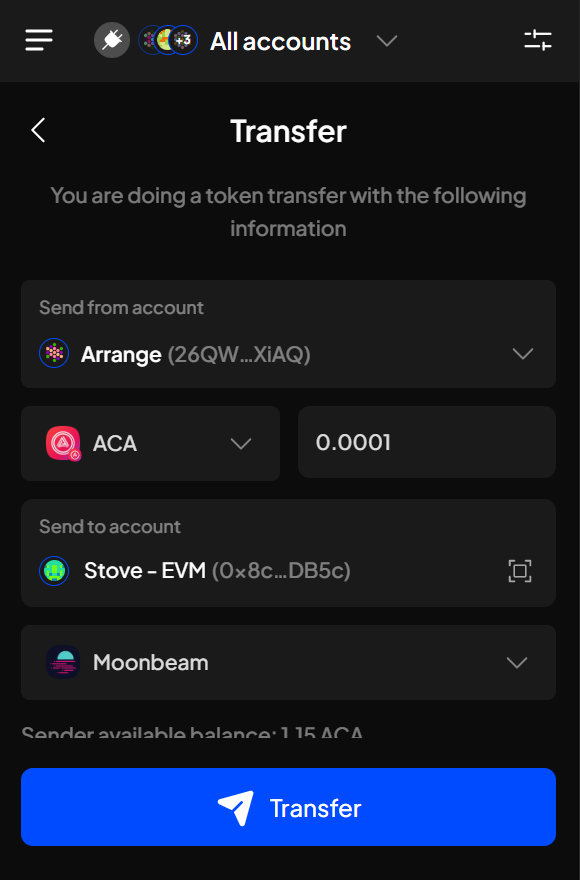 +3 All accounts
Transfer
You are doing a token transfer with the following
information
Send from account
Arrange (26QW...XiAQ)
ACA
0.0001
Send to account
Stove - EVM (0x8c...DB5c)
Moonbeam
Sender available balance: 1.15 ACA
Transfer